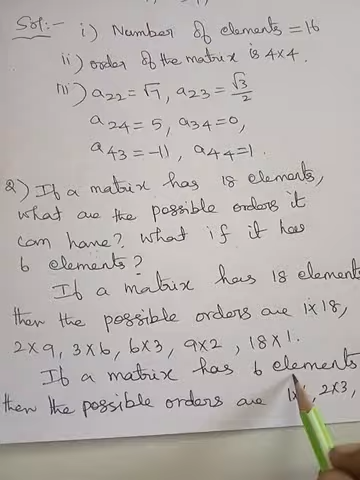 Sol:- i) Number of elements = 16
ii) order of the matrix is 4×4.
iii) a22 = √7, a23 = √3/2
a24 = 5, a34 = 0,
a43 = -11, a44 = 1.
2) If a matrix has 18 elements,
what are the possible orders it
can have? what if it has
6 elements?
If a matrix has 18 elements
then the possible orders are 1×18,
2×9, 3×6, 6×3, 9×2, 18×1.
If a matrix has 6 elements
then the possible orders are 2×3,